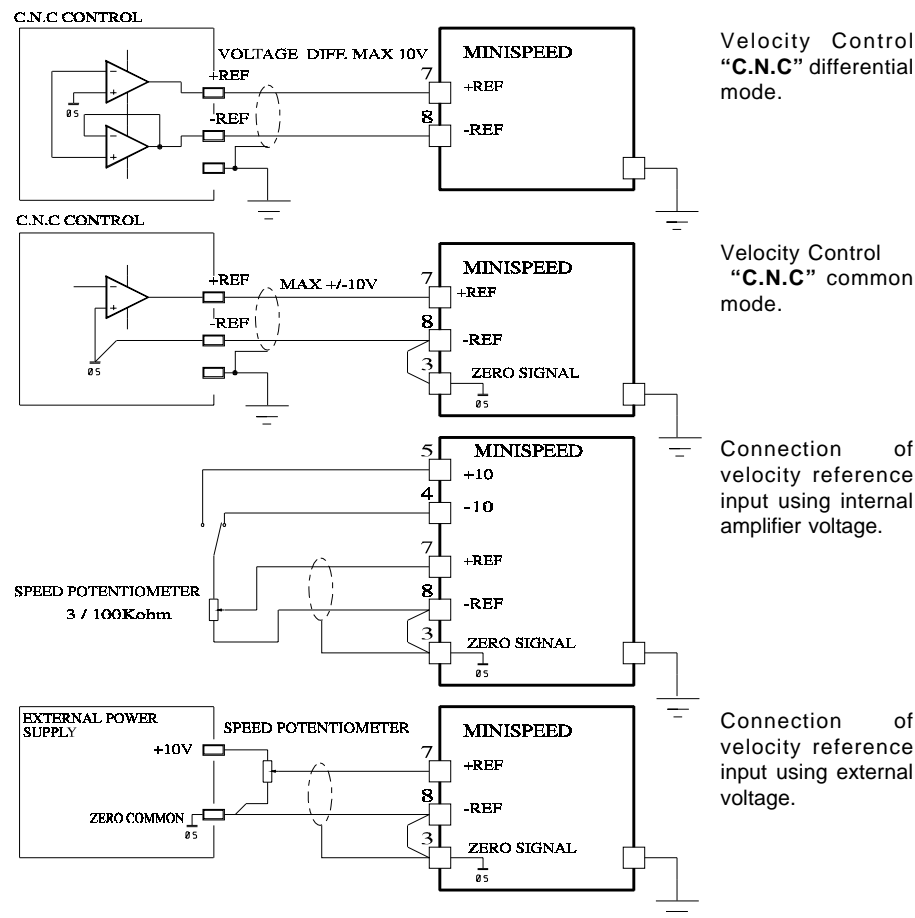 C.N.C CONTROL
VOLTAGE DIFF. MAX 10V
+REF
-REF
0S
7
8
MINISPEED
+REF
-REF
Velocity Control
“C.N.C” differential
mode.
C.N.C CONTROL
+REF
MAX +/-10V
-REF
0S
7
8
3
MINISPEED
+REF
-REF
ZERO SIGNAL
0S
Velocity Control
“C.N.C” common
mode.
5
4
7
8
3
MINISPEED
+10
-10
+REF
-REF
ZERO SIGNAL
0S
SPEED POTENTIOMETER
3 / 100Kohm
Connection of
velocity reference
input using internal
amplifier voltage.
EXTERNAL POWER
SUPPLY
+10V
ZERO COMMON
0S
SPEED POTENTIOMETER
7
8
3
MINISPEED
+REF
-REF
ZERO SIGNAL
0S
Connection of
velocity reference
input using external
voltage.